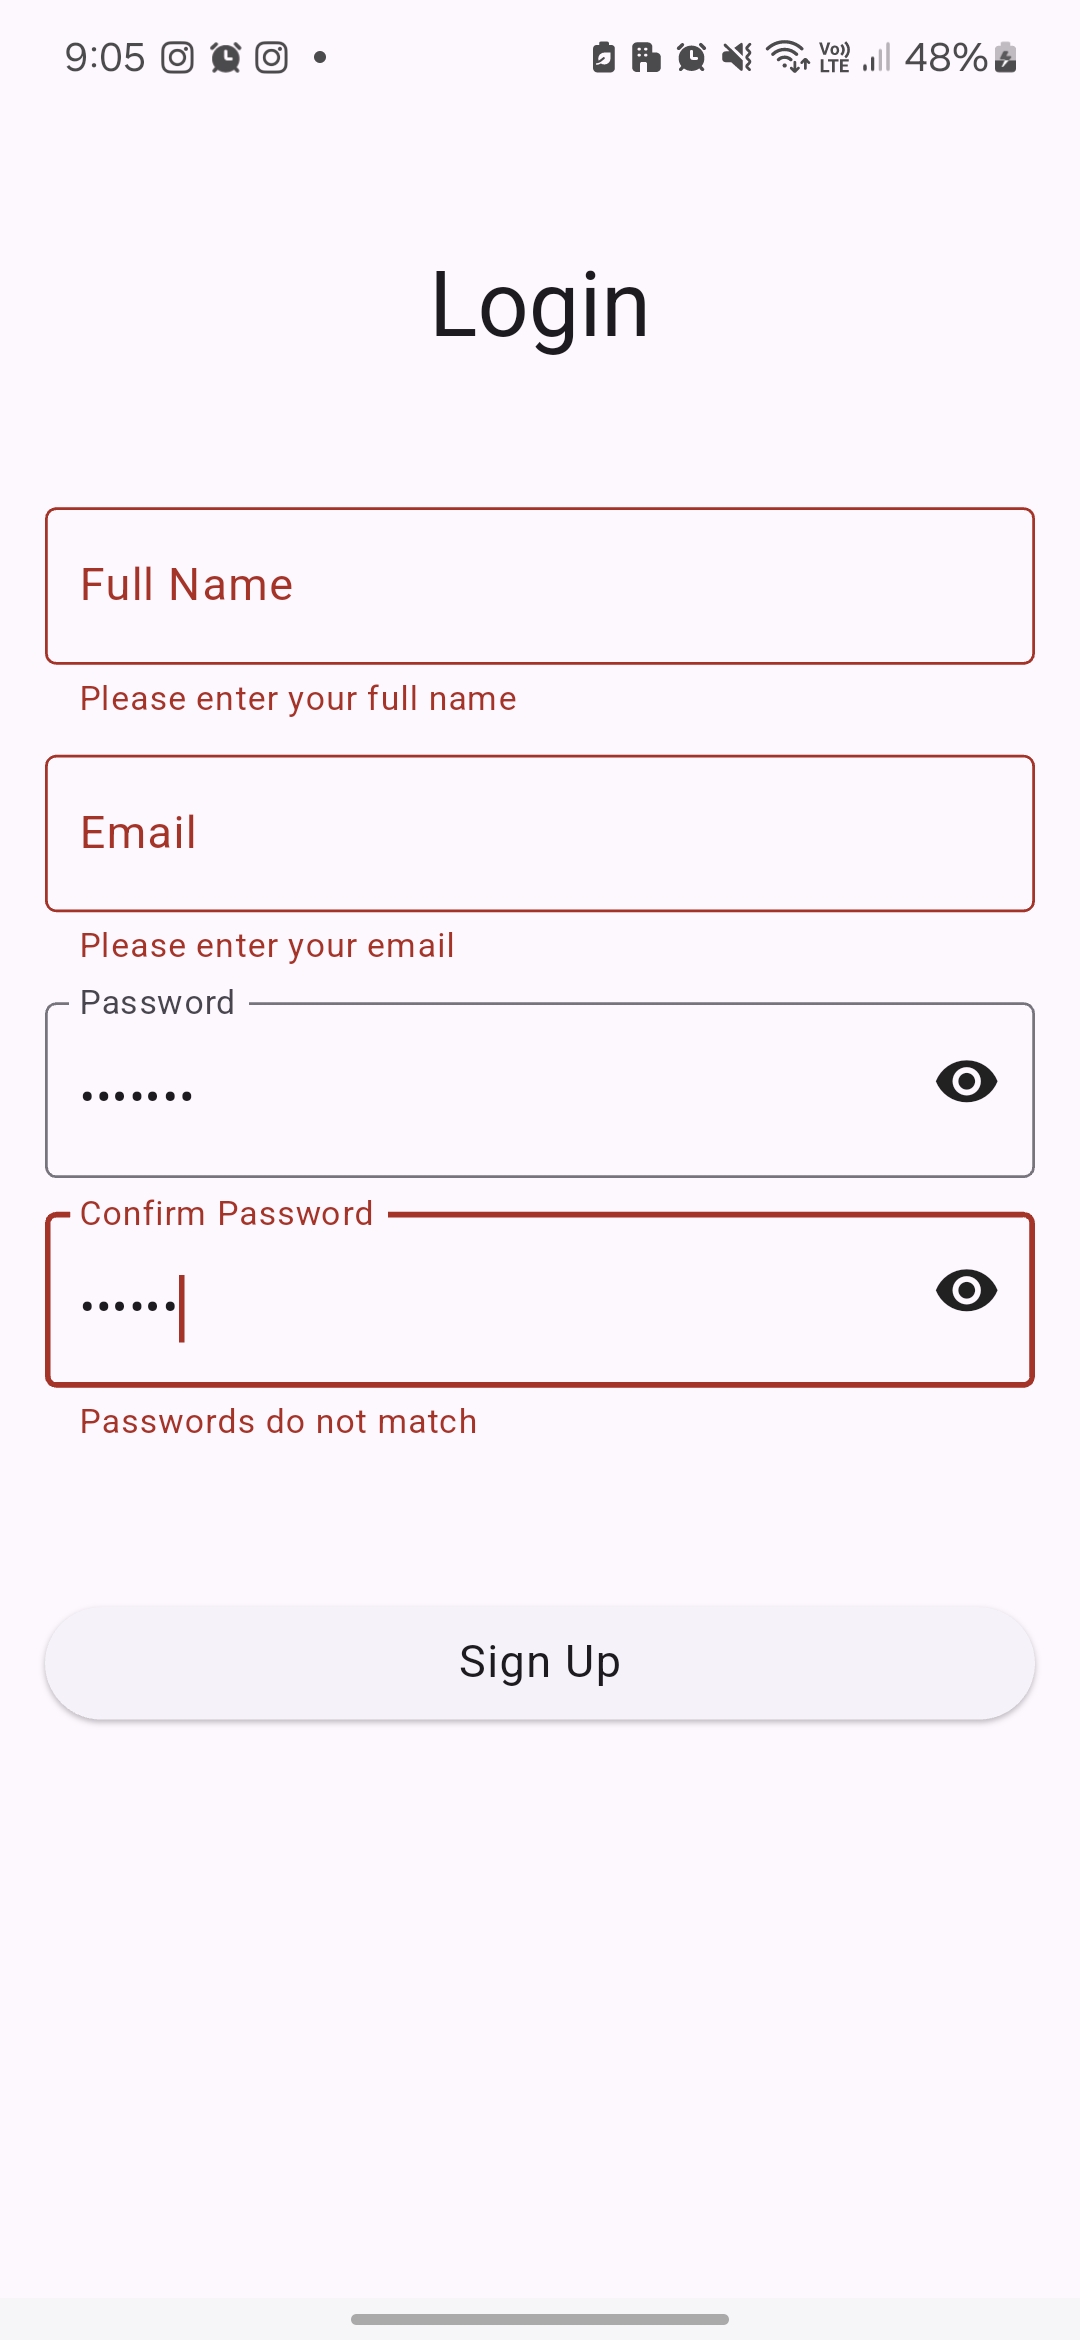 9:05 48%
Vo)) LTE
Login
Full Name
Please enter your full name
Email
Please enter your email
Password
•••••••
Confirm Password
••••••
Passwords do not match
Sign Up